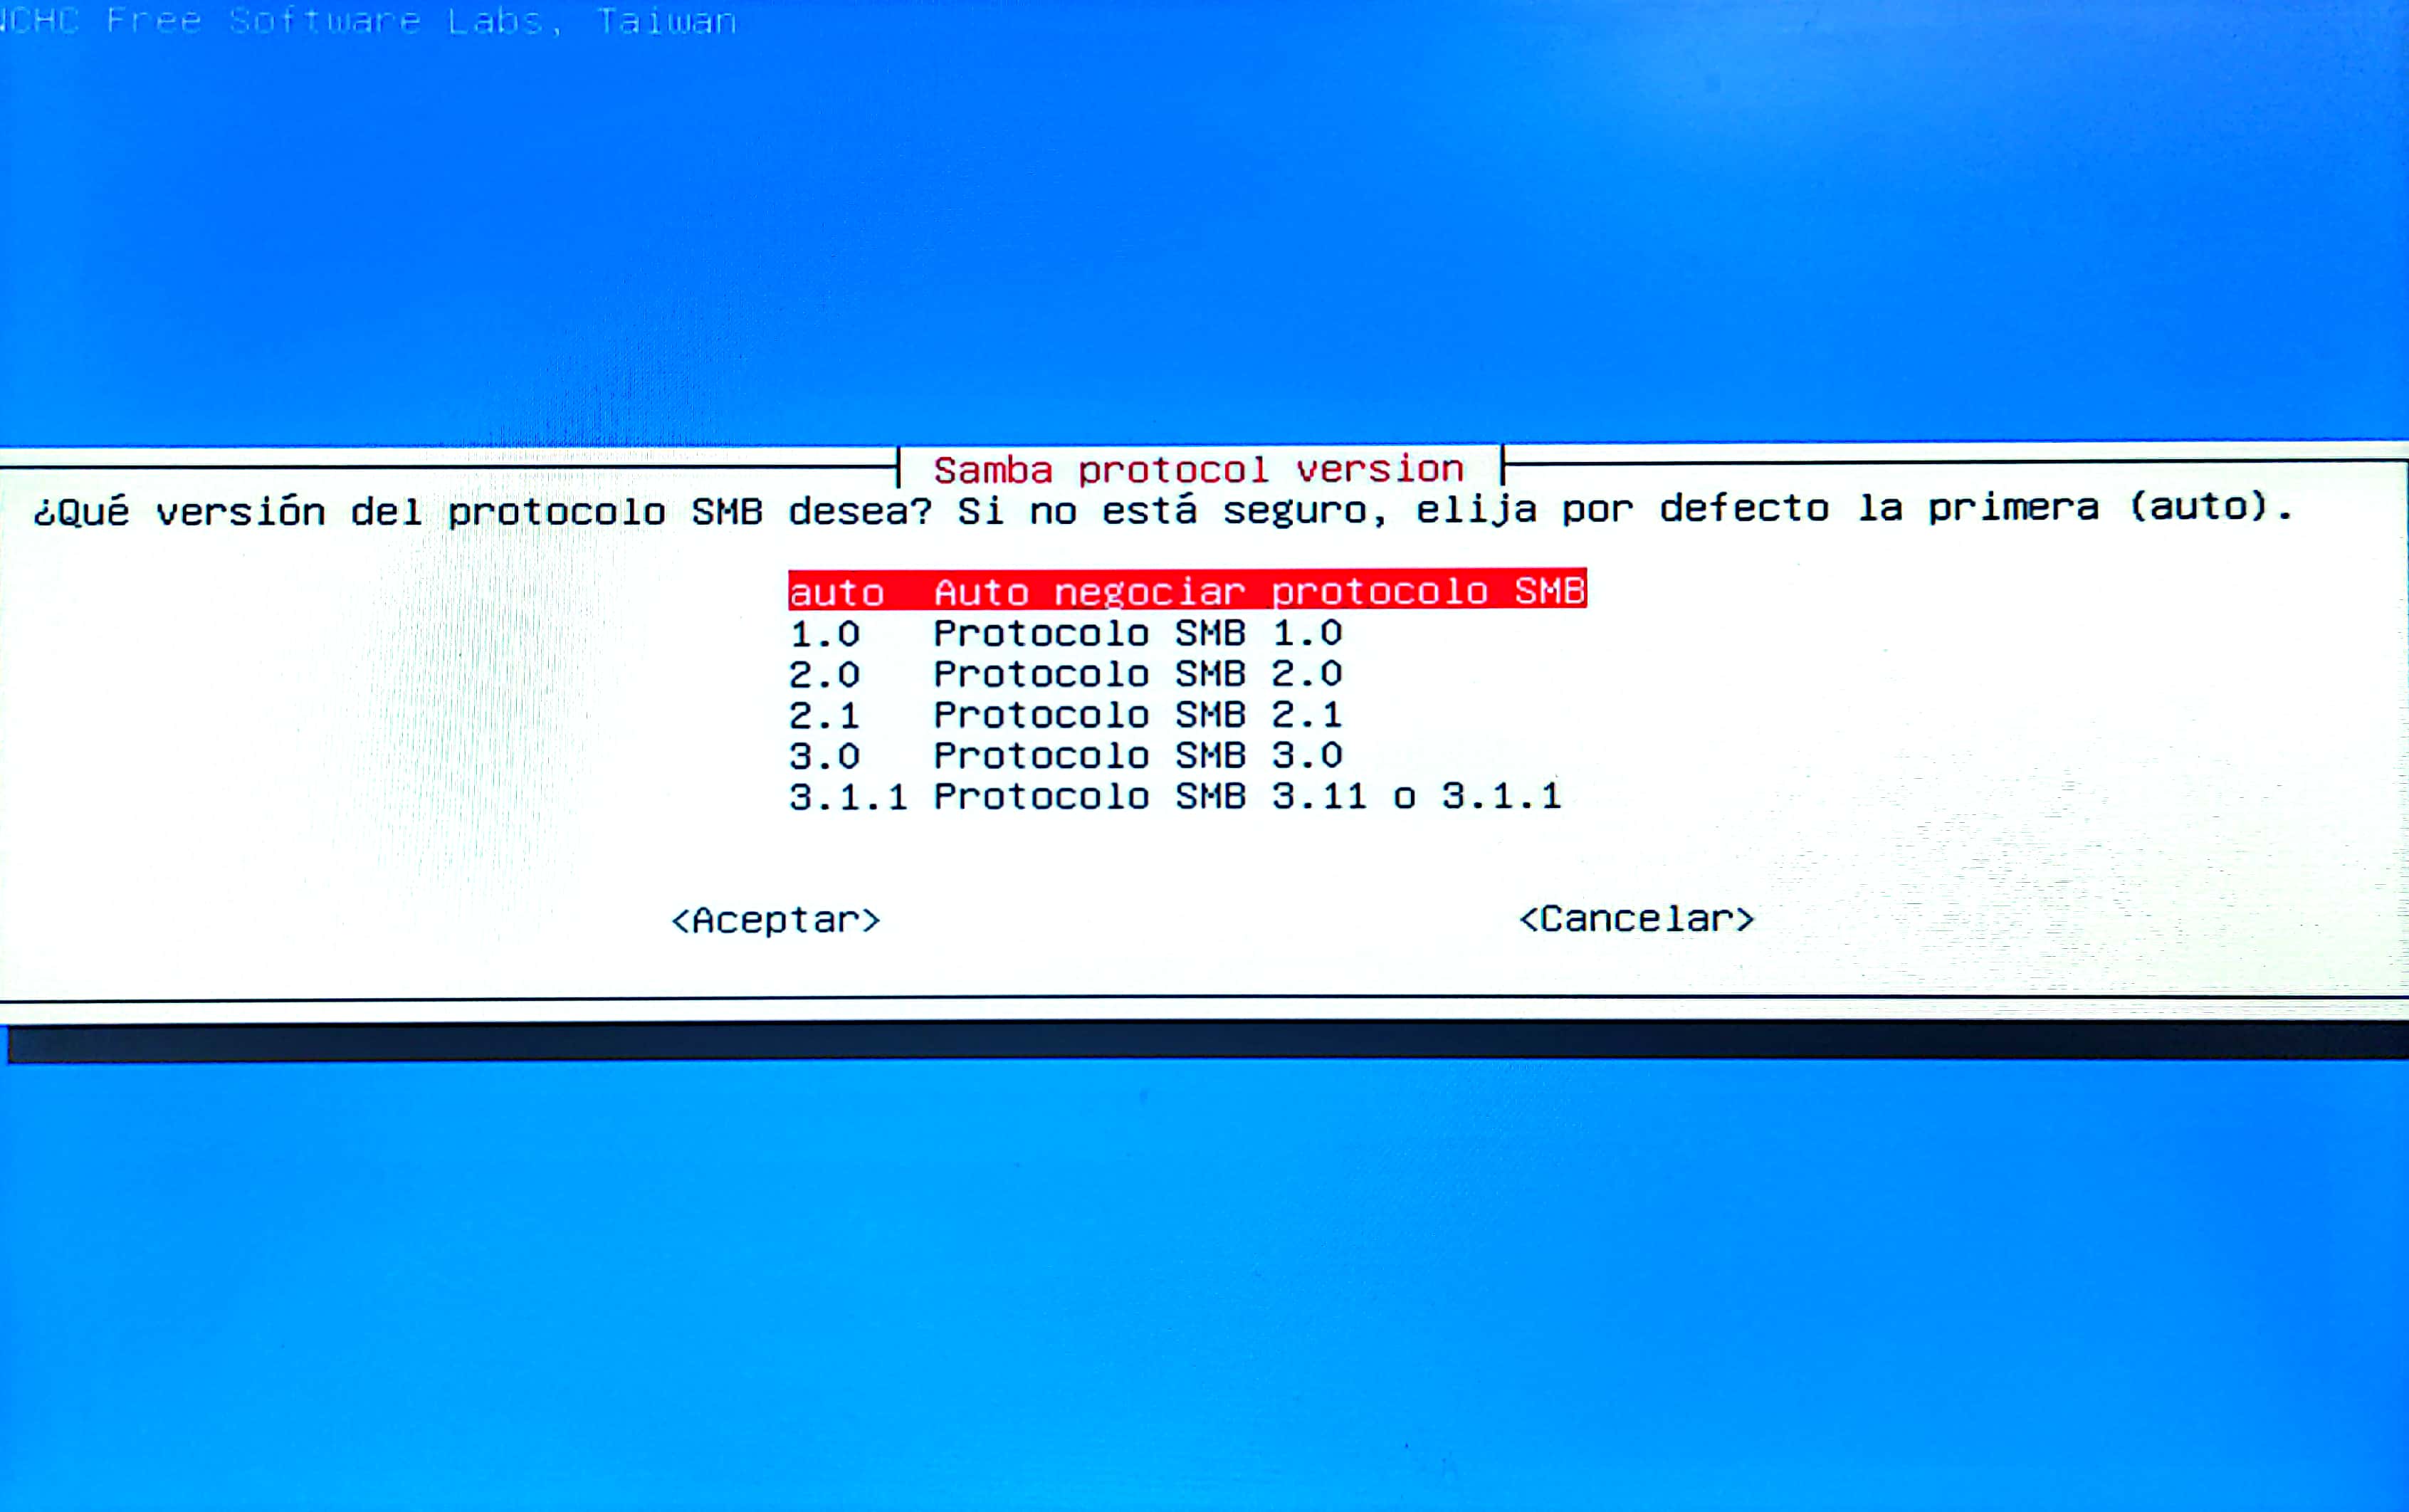 NCHC Free Software Labs, Taiwan
Samba protocol version
¿Qué versión del protocolo SMB desea? Si no está seguro, elija por defecto la primera (auto).
auto Auto negociar protocolo SMB
1.0 Protocolo SMB 1.0
2.0 Protocolo SMB 2.0
2.1 Protocolo SMB 2.1
3.0 Protocolo SMB 3.0
3.1.1 Protocolo SMB 3.11 o 3.1.1
<Aceptar> <Cancelar>